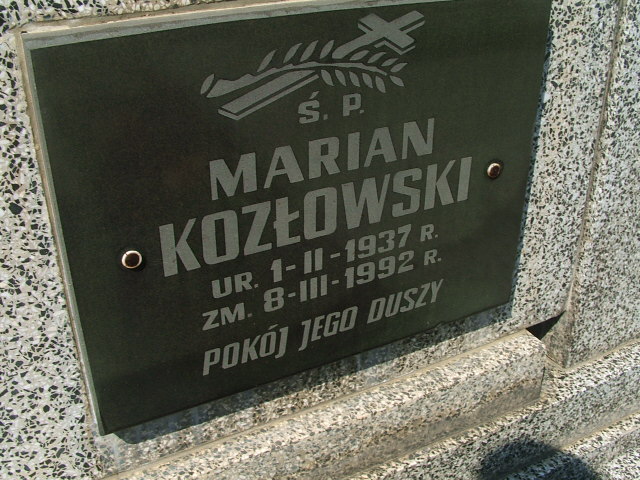 Ś. P.
MARIAN
KOZŁOWSKI
UR. 1-II-1937 R.
ZM. 8-III-1992 R.
POKÓJ JEGO DUSZY